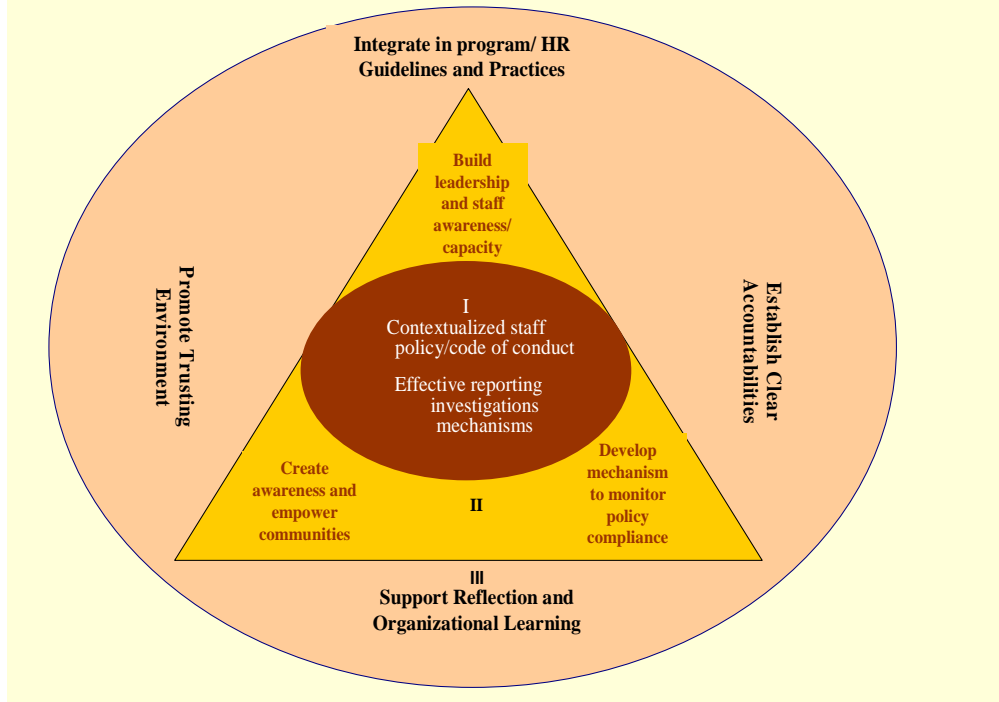 Integrate in program/ HR
Guidelines and Practices
Build
leadership
and staff
awareness/
capacity
Promote Trusting
Environment
I
Contextualized staff
policy/code of conduct
Effective reporting
investigations
mechanisms
Establish Clear
Accountabilities
Create
awareness and
empower
communities
II
Develop
mechanism
to monitor
policy
compliance
III
Support Reflection and
Organizational Learning